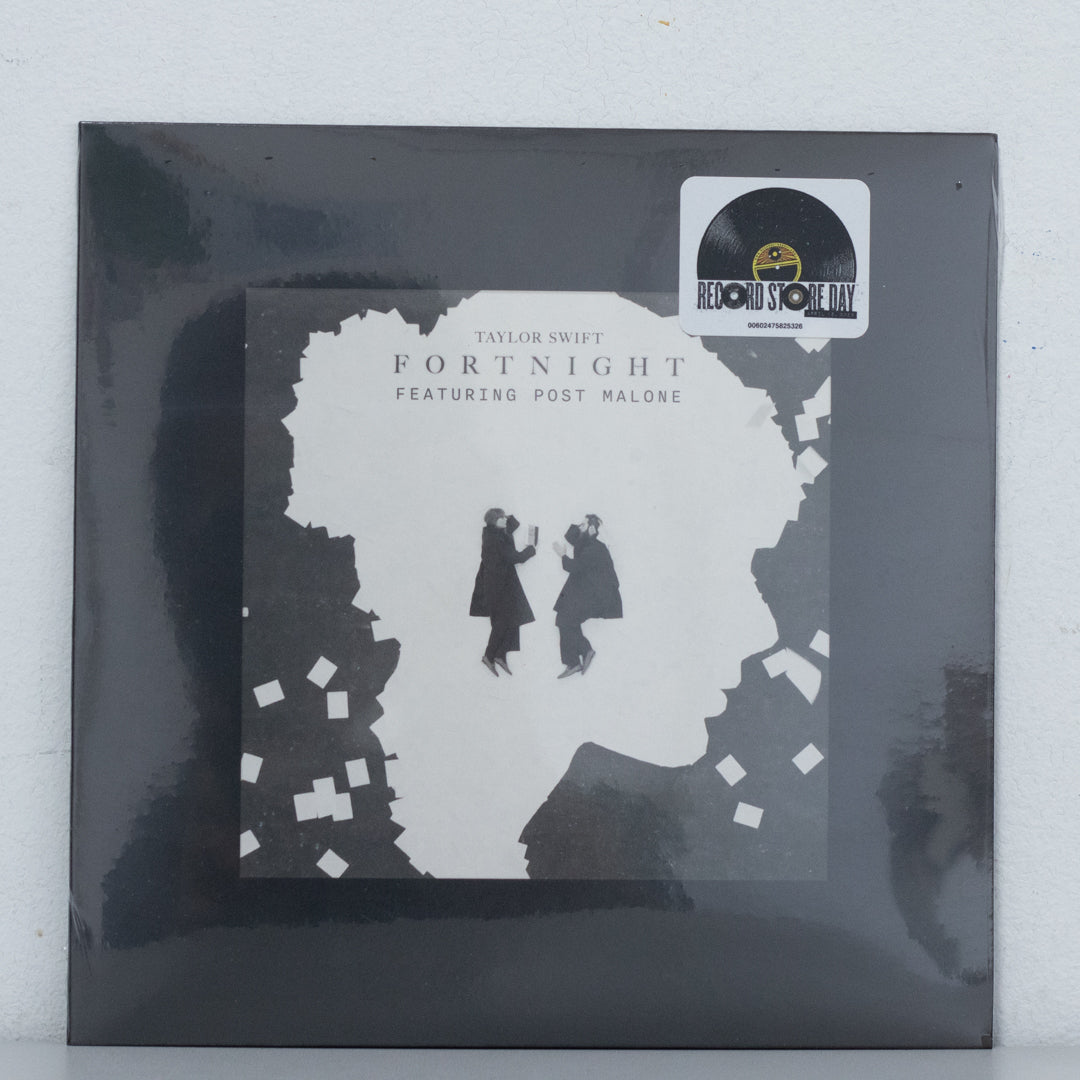 RECORD STORE DAY
00602475825326
TAYLOR SWIFT
FORTNIGHT
FEATURING POST MALONE